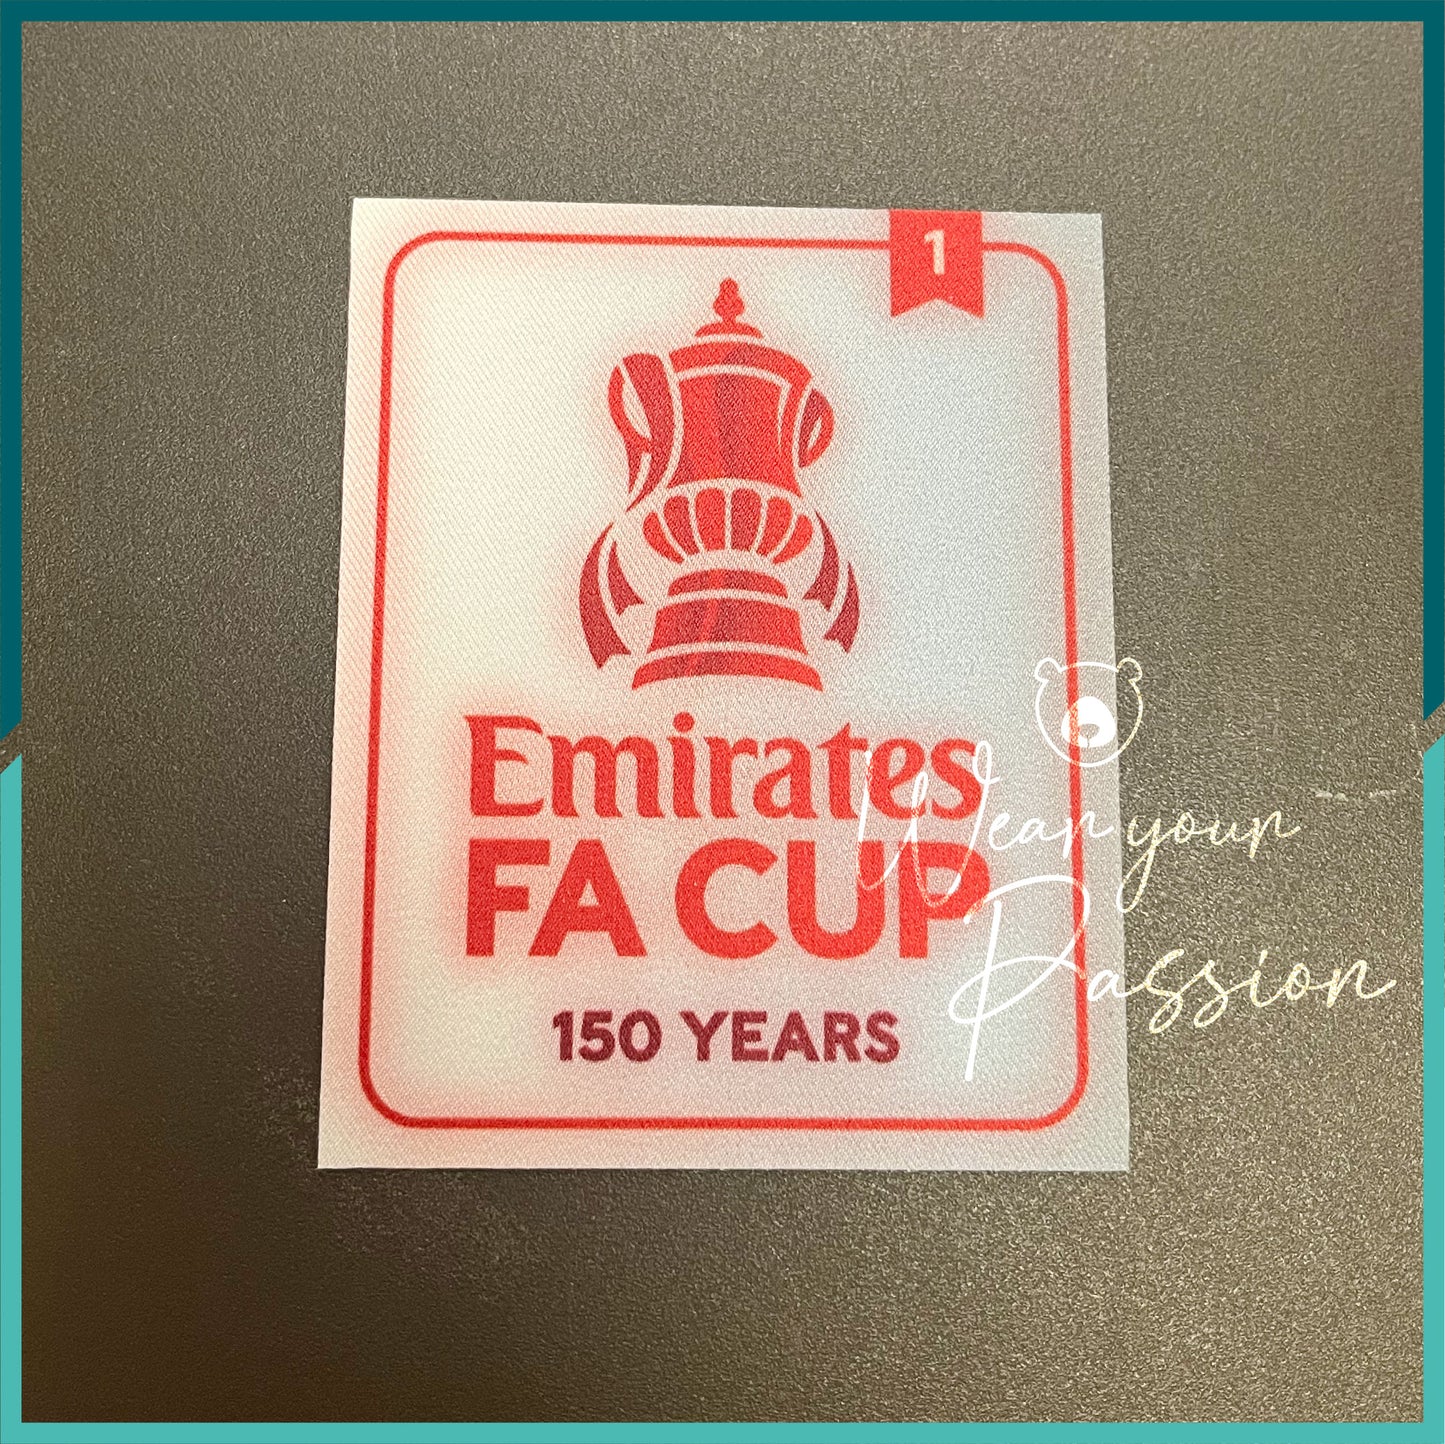 1
Emirates
FA CUP
150 YEARS
Wear your
Passion